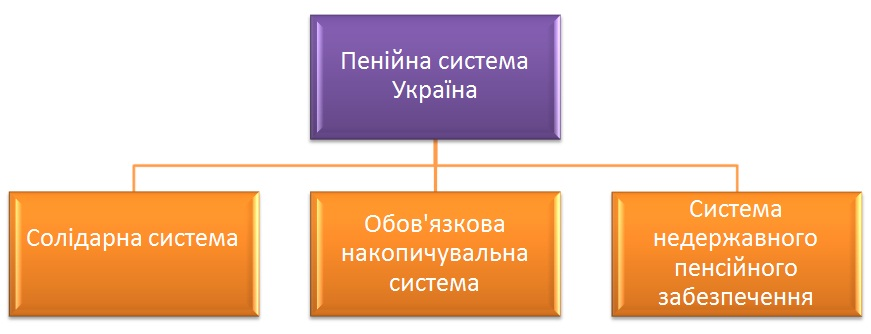 Пенійна система
Україна
Солідарна система
Обов'язкова
накопичувальна
система
Система
недержавного
пенсійного
забезпечення